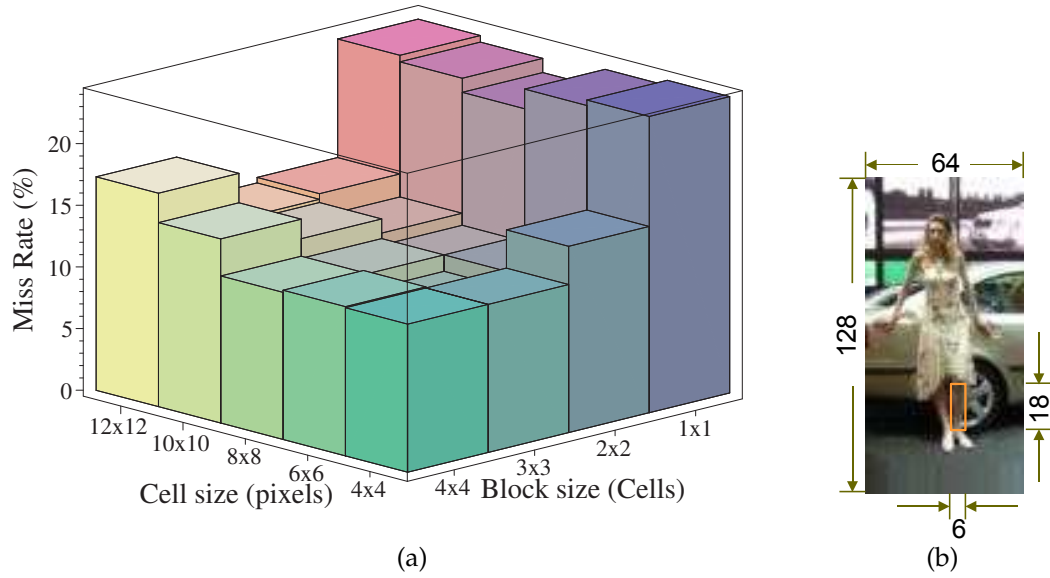 Miss Rate (%)
20
15
10
5
0
12x12
10x10
8x8
6x6
4x4
Cell size (pixels)
4x4
3x3
2x2
1x1
Block size (Cells)
(a)
64
128
18
6
(b)